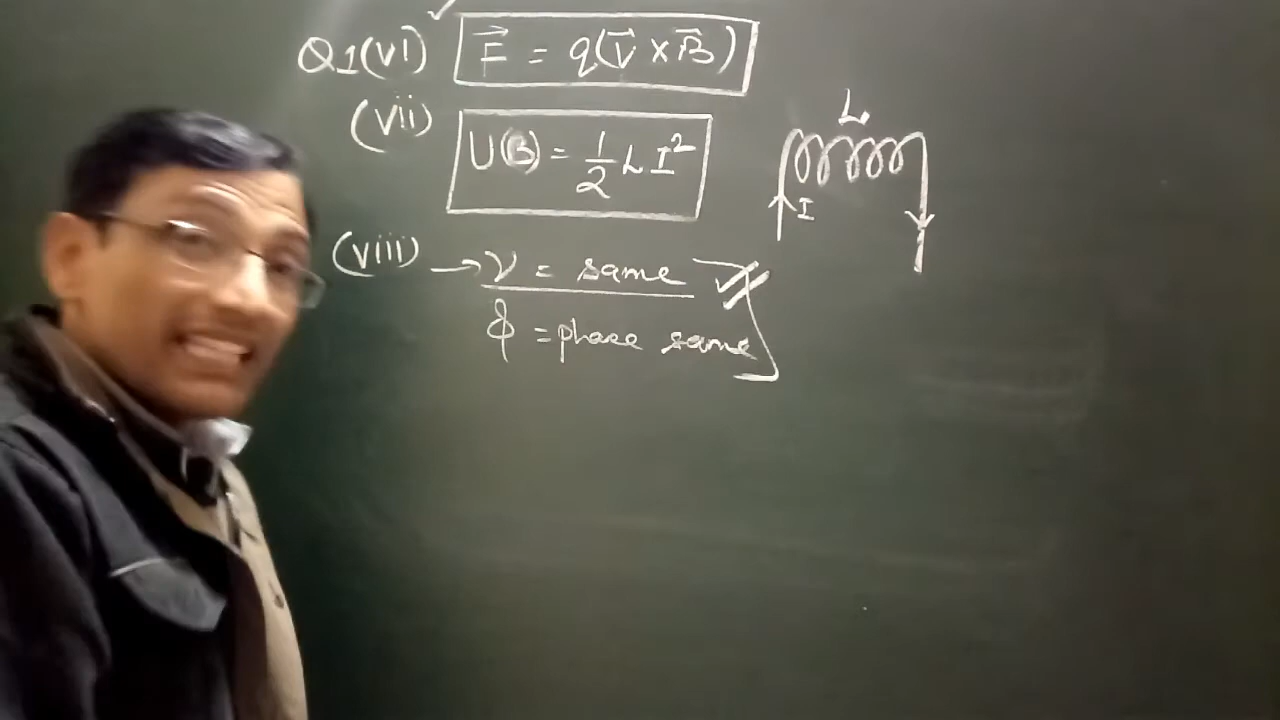 Q1(vi) F⃗ = q(V⃗ × B⃗)
(vii) U(B) = 1/2 L I²
L
I
(viii) → ν = same
ϕ = phase same